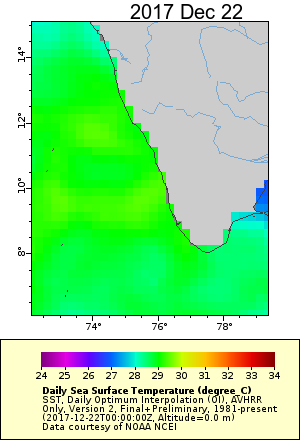 2017 Dec 22
14°
12°
10°
8°
74°
76°
78°
24 25 26 27 28 29 30 31 32 33 34
Daily Sea Surface Temperature (degree_C)
SST, Daily Optimum Interpolation (OI), AVHRR
Only, Version 2, Final+Preliminary, 1981-present
(2017-12-22T00:00:00Z, Altitude=0.0 m)
Data courtesy of NOAA NCEI